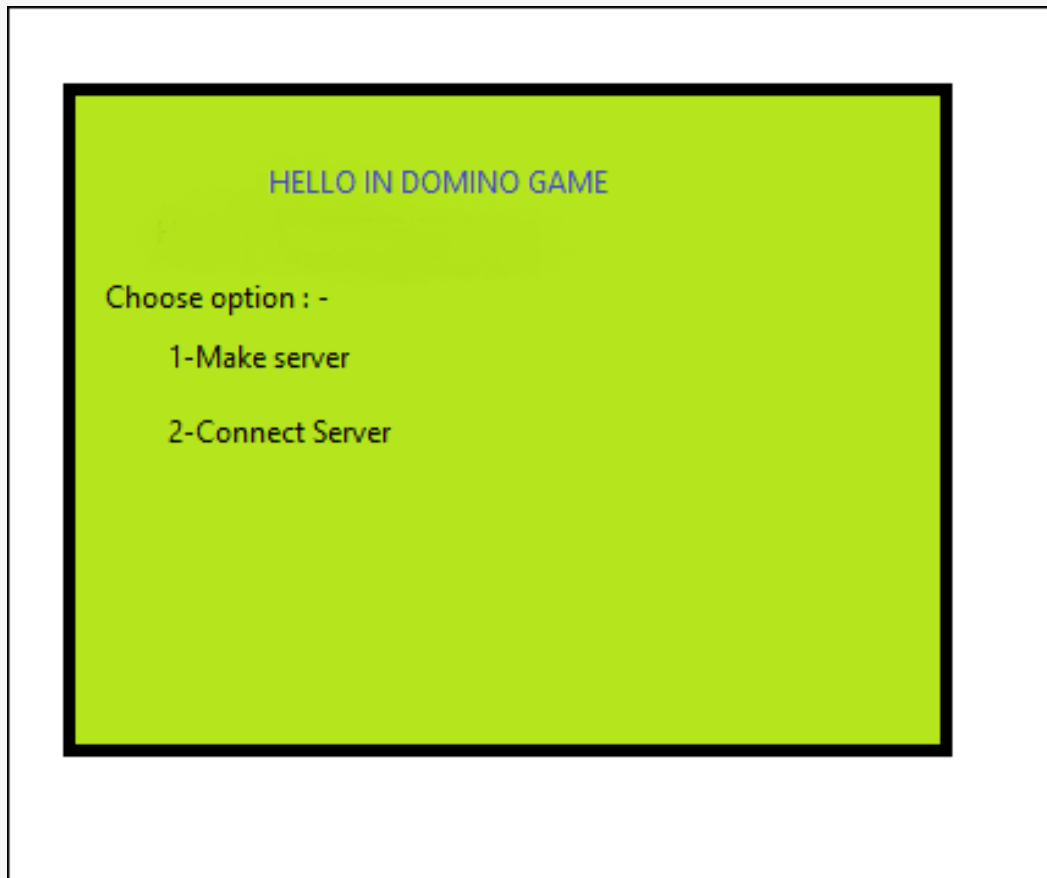 HELLO IN DOMINO GAME
Choose option : -
1-Make server
2-Connect Server